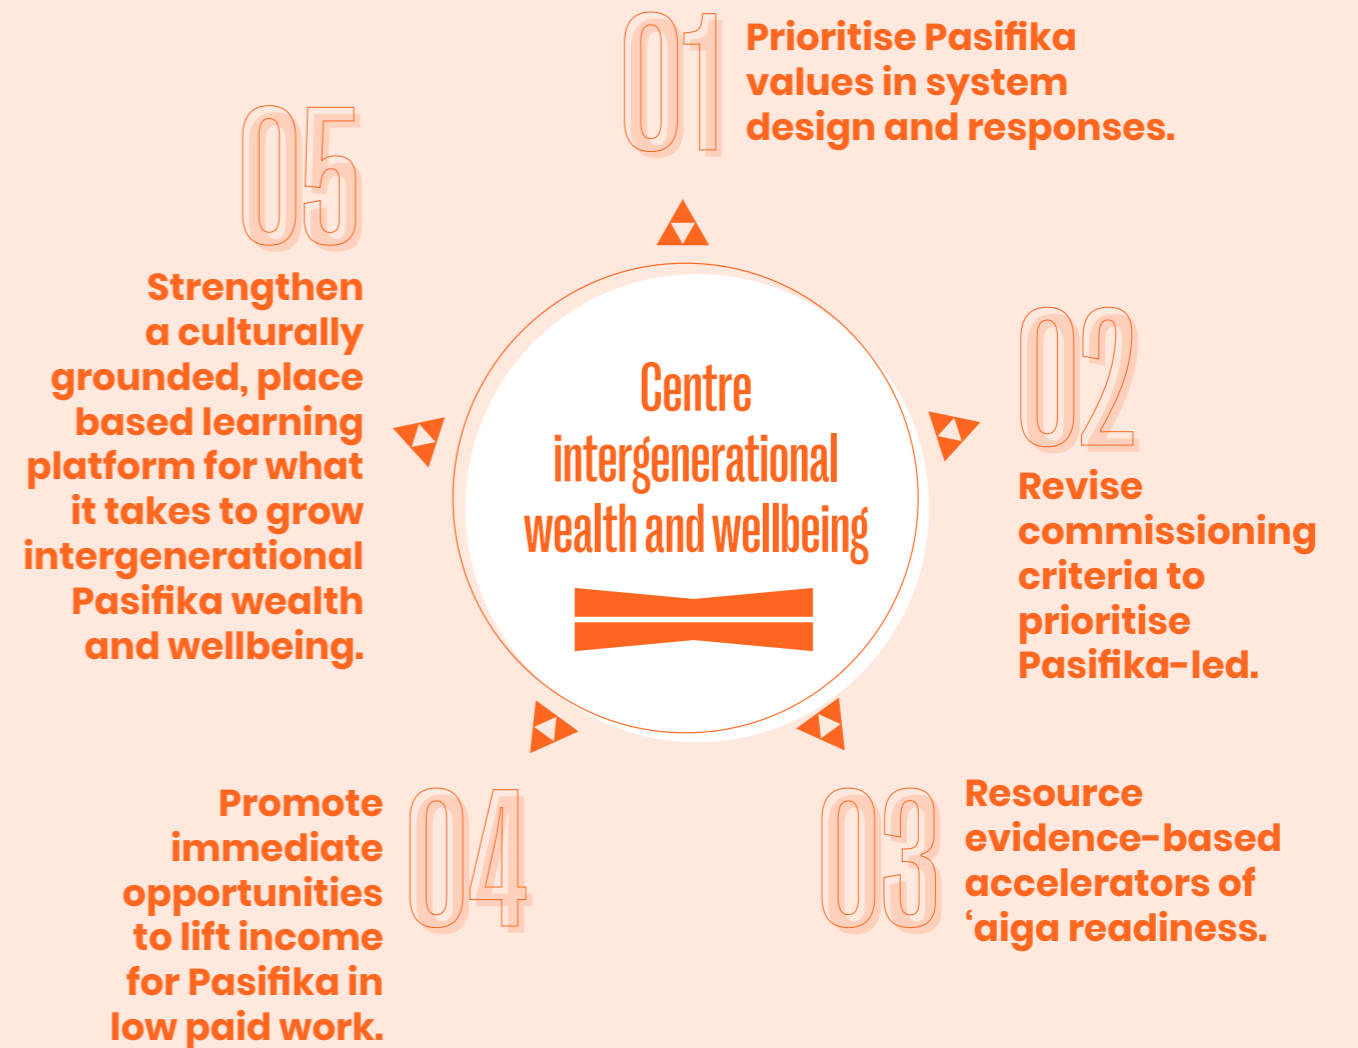 01
Prioritise Pasifika
values in system
design and responses.
02
Revise
commissioning
criteria to
prioritise
Pasifika-led.
03
Resource
evidence-based
accelerators of
‘aiga readiness.
04
Promote
immediate
opportunities
to lift income
for Pasifika in
low paid work.
05
Strengthen
a culturally
grounded, place
based learning
platform for what
it takes to grow
intergenerational
Pasifika wealth
and wellbeing.
Centre
intergenerational
wealth and wellbeing